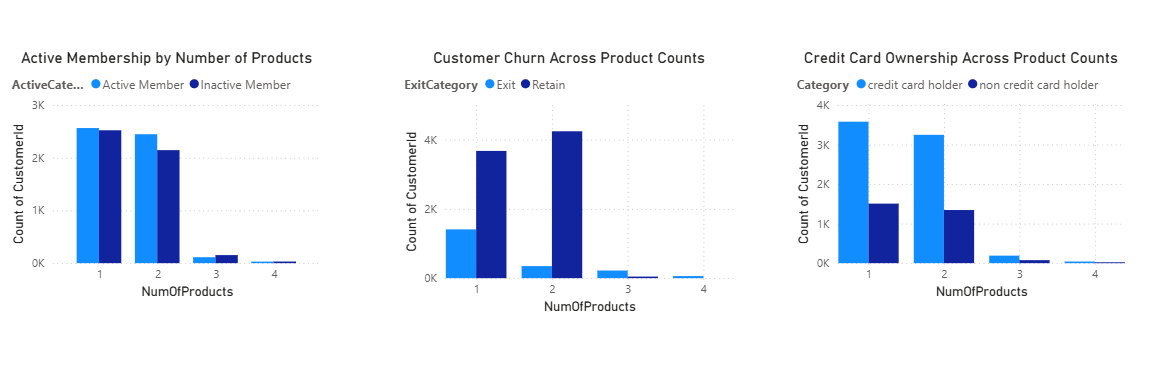 Active Membership by Number of Products
ActiveCate... Active Member Inactive Member
3K
2K
1K
0K
Count of CustomerId
1 2 3 4
NumOfProducts
Customer Churn Across Product Counts
ExitCategory Exit Retain
4K
2K
0K
Count of CustomerId
1 2 3 4
NumOfProducts
Credit Card Ownership Across Product Counts
Category credit card holder non credit card holder
4K
3K
2K
1K
0K
Count of CustomerId
1 2 3 4
NumOfProducts